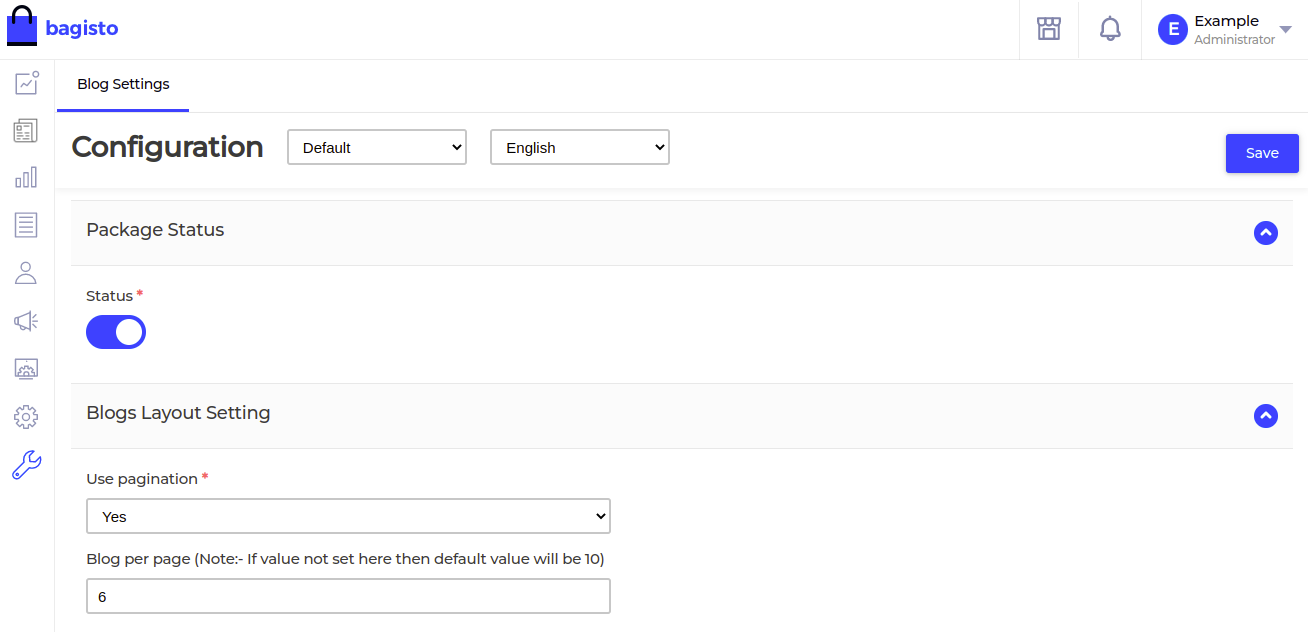 bagisto
E
Example
Administrator
Blog Settings
Configuration
Default
English
Save
Package Status
Status *
Blogs Layout Setting
Use pagination *
Yes
Blog per page (Note:- If value not set here then default value will be 10)
6